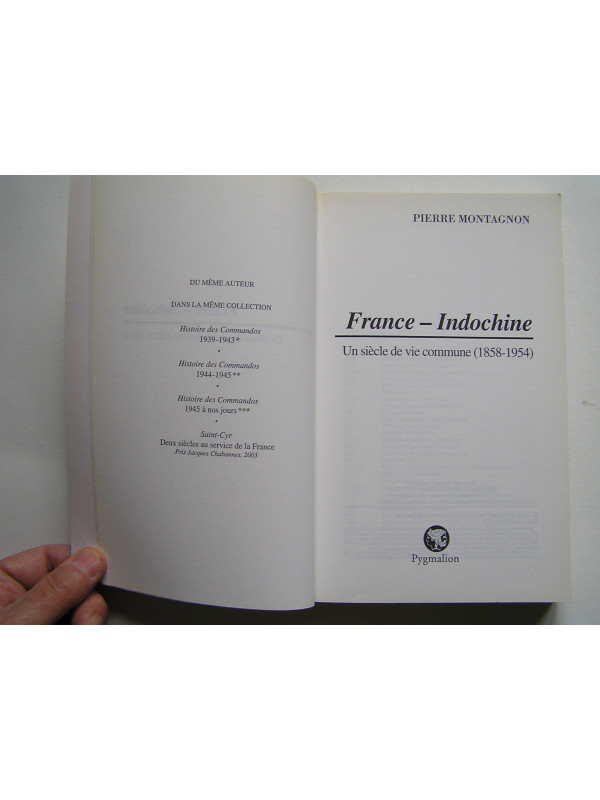 DU MÊME AUTEUR
DANS LA MÊME COLLECTION
Histoire des Commandos
1939-1943*
•
Histoire des Commandos
1944-1945**
•
Histoire des Commandos
1945 à nos jours***
•
Saint-Cyr
Deux siècles au service de la France
Prix Jacques Chabannes, 2003
PIERRE MONTAGNON
France – Indochine
Un siècle de vie commune (1858-1954)
Pygmalion